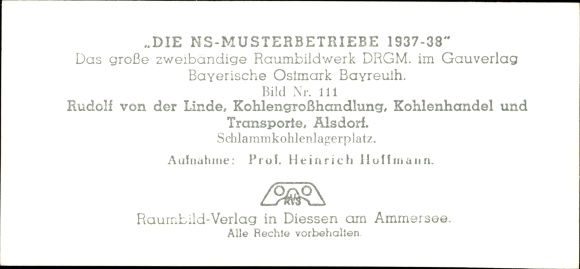 „DIE NS-MUSTERBETRIEBE 1937-38"
Das große zweibändige Raumbildwerk DRGM. im Gauverlag
Bayerische Ostmark Bayreuth.
Bild Nr. 111
Rudolf von der Linde, Kohlengroßhandlung, Kohlenhandel und
Transporte, Alsdorf.
Schlammkohlenlagerplatz.
Aufnahme: Prof. Heinrich Hoffmann.
Raumbild-Verlag in Diessen am Ammersee.
Alle Rechte vorbehalten.